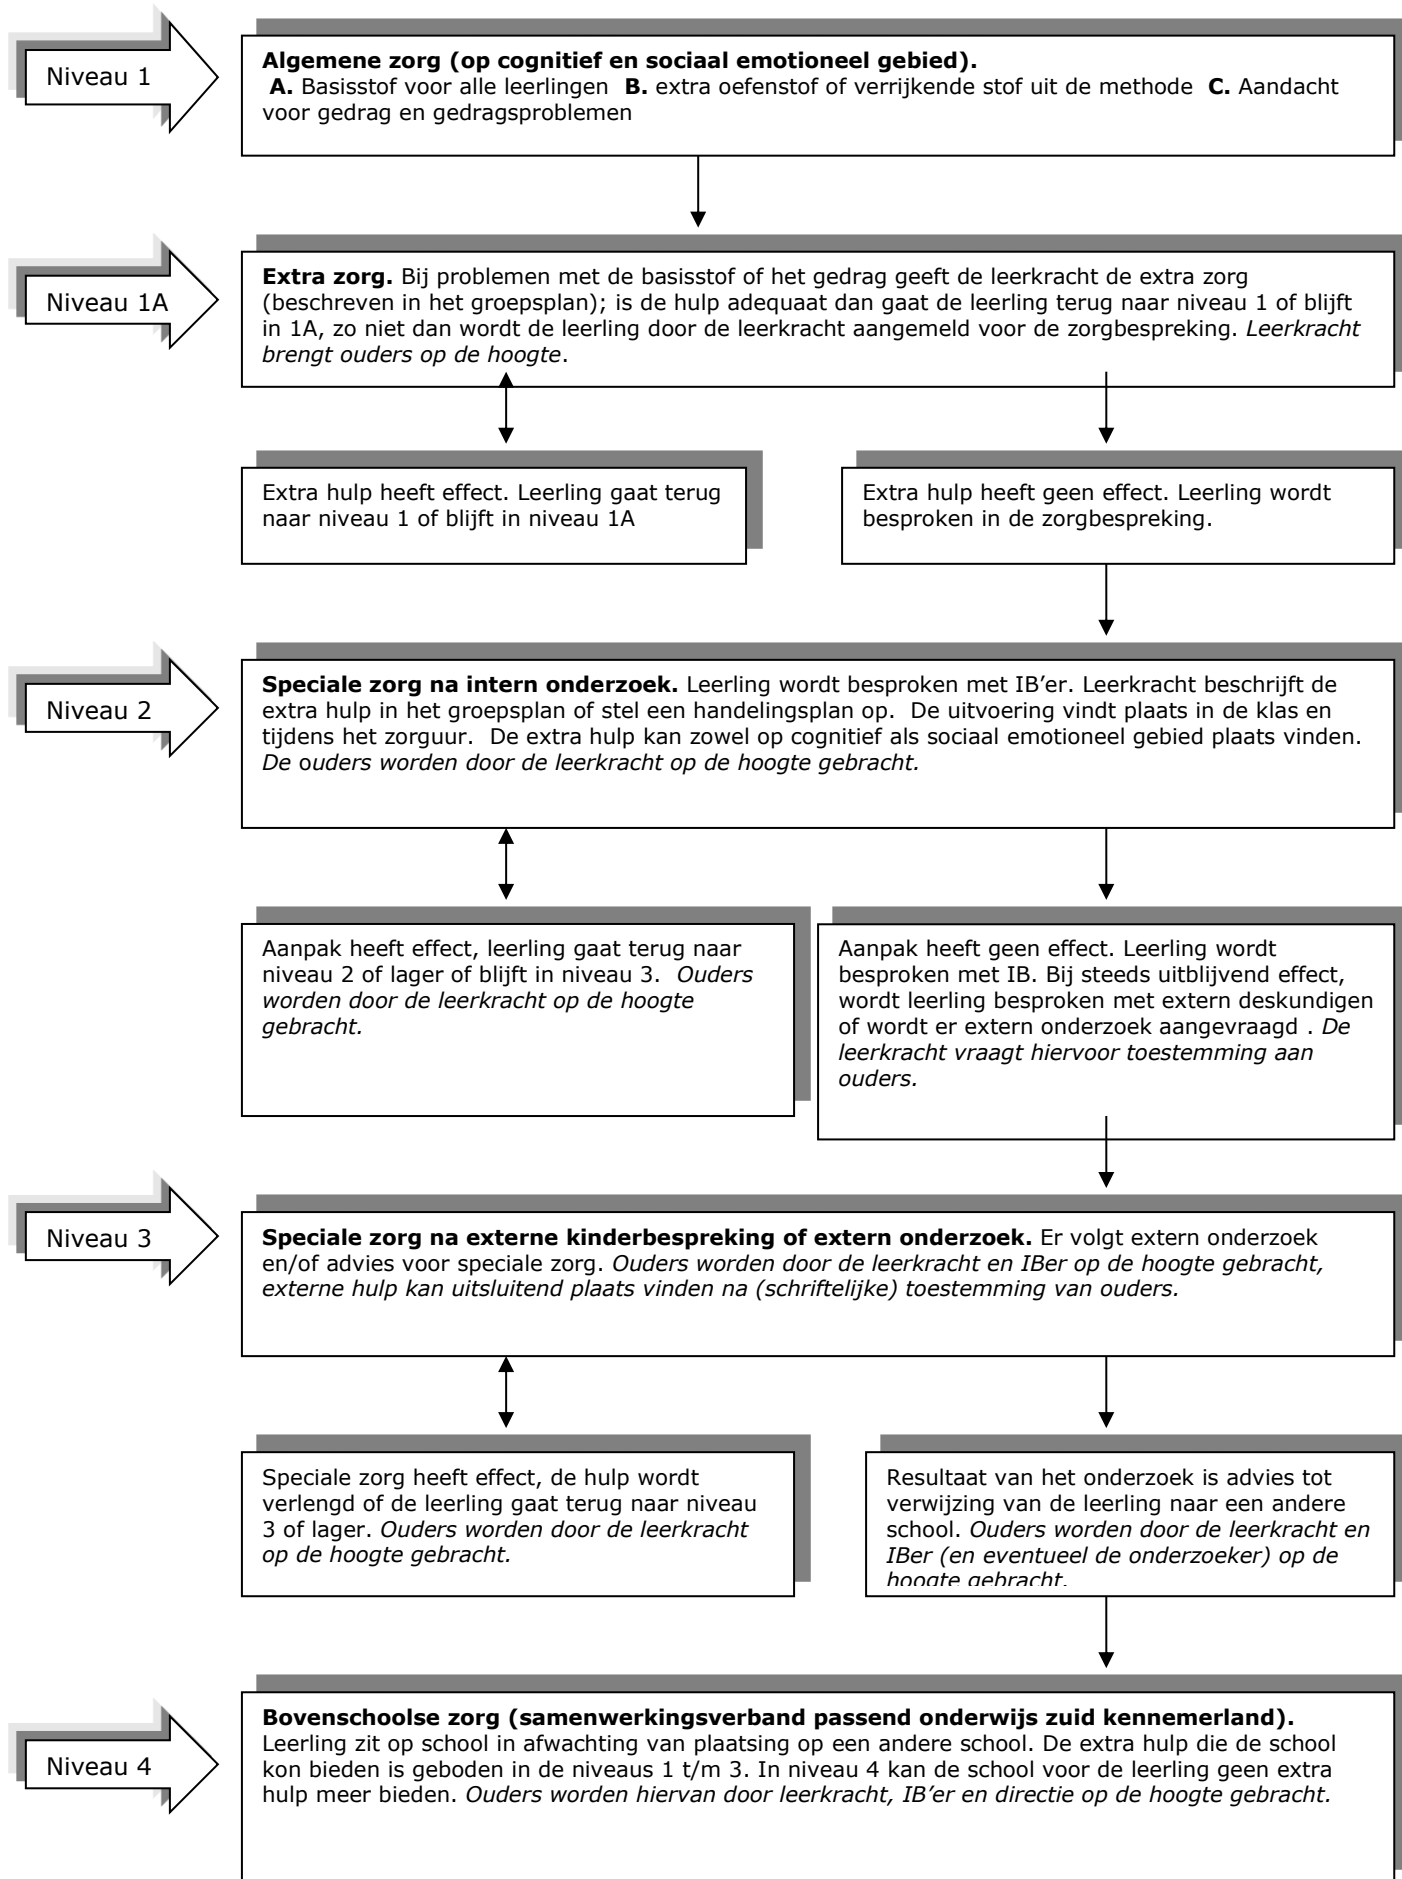 Niveau 1
Algemene zorg (op cognitief en sociaal emotioneel gebied).
A. Basisstof voor alle leerlingen B. extra oefenstof of verrijkende stof uit de methode C. Aandacht
voor gedrag en gedragsproblemen
Niveau 1A
Extra zorg. Bij problemen met de basisstof of het gedrag geeft de leerkracht de extra zorg
(beschreven in het groepsplan); is de hulp adequaat dan gaat de leerling terug naar niveau 1 of blijft
in 1A, zo niet dan wordt de leerling door de leerkracht aangemeld voor de zorgbespreking. Leerkracht
brengt ouders op de hoogte.
Extra hulp heeft effect. Leerling gaat terug
naar niveau 1 of blijft in niveau 1A
Extra hulp heeft geen effect. Leerling wordt
besproken in de zorgbespreking.
Niveau 2
Speciale zorg na intern onderzoek. Leerling wordt besproken met IB'er. Leerkracht beschrijft de
extra hulp in het groepsplan of stel een handelingsplan op. De uitvoering vindt plaats in de klas en
tijdens het zorguur. De extra hulp kan zowel op cognitief als sociaal emotioneel gebied plaats vinden.
De ouders worden door de leerkracht op de hoogte gebracht.
Aanpak heeft effect, leerling gaat terug naar
niveau 2 of lager of blijft in niveau 3. Ouders
worden door de leerkracht op de hoogte
gebracht.
Aanpak heeft geen effect. Leerling wordt
besproken met IB. Bij steeds uitblijvend effect,
wordt leerling besproken met extern deskundigen
of wordt er extern onderzoek aangevraagd . De
leerkracht vraagt hiervoor toestemming aan
ouders.
Niveau 3
Speciale zorg na externe kinderbespreking of extern onderzoek. Er volgt extern onderzoek
en/of advies voor speciale zorg. Ouders worden door de leerkracht en IBer op de hoogte gebracht,
externe hulp kan uitsluitend plaats vinden na (schriftelijke) toestemming van ouders.
Speciale zorg heeft effect, de hulp wordt
verlengd of de leerling gaat terug naar niveau
3 of lager. Ouders worden door de leerkracht
op de hoogte gebracht.
Resultaat van het onderzoek is advies tot
verwijzing van de leerling naar een andere
school. Ouders worden door de leerkracht en
IBer (en eventueel de onderzoeker) op de
hoogte gebracht.
Niveau 4
Bovenschoolse zorg (samenwerkingsverband passend onderwijs zuid kennemerland).
Leerling zit op school in afwachting van plaatsing op een andere school. De extra hulp die de school
kon bieden is geboden in de niveaus 1 t/m 3. In niveau 4 kan de school voor de leerling geen extra
hulp meer bieden. Ouders worden hiervan door leerkracht, IB'er en directie op de hoogte gebracht.